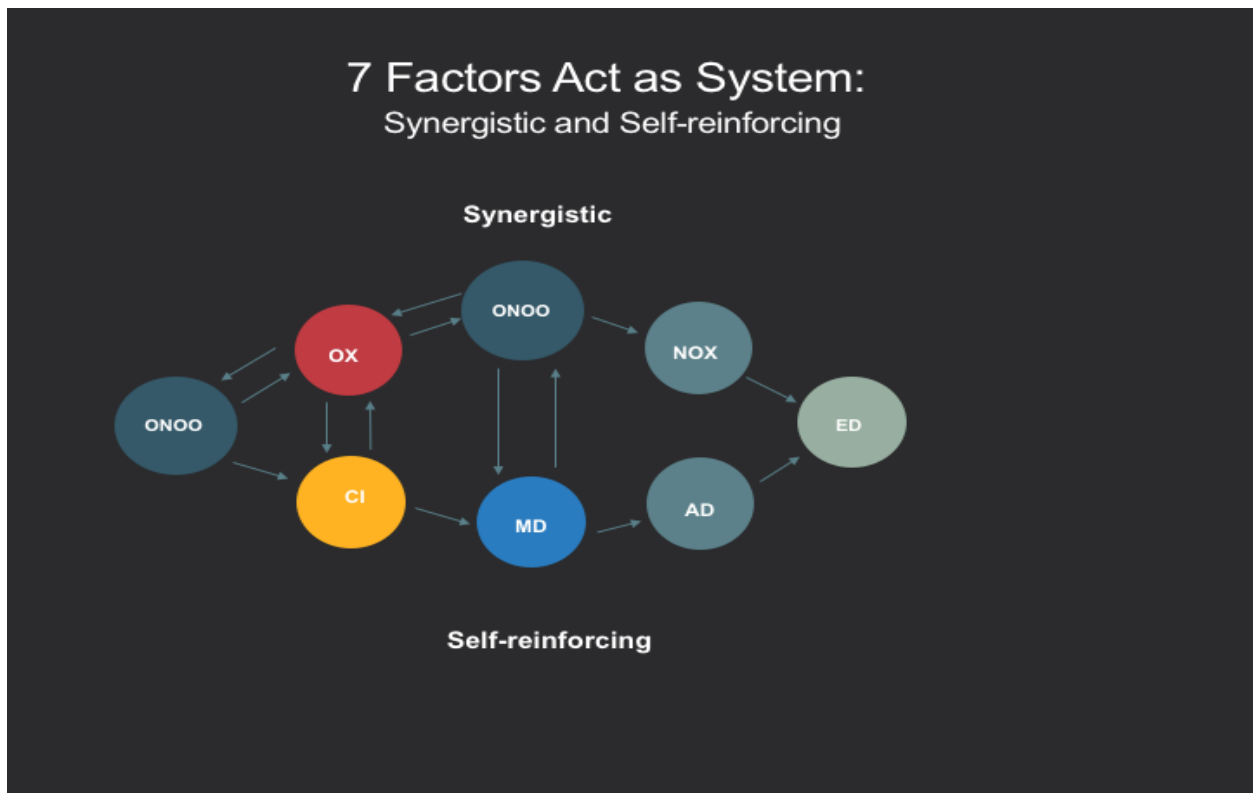 7 Factors Act as System:
Synergistic and Self-reinforcing
Synergistic
ONOO
OX
NOX
ONOO
ED
CI
MD
AD
Self-reinforcing